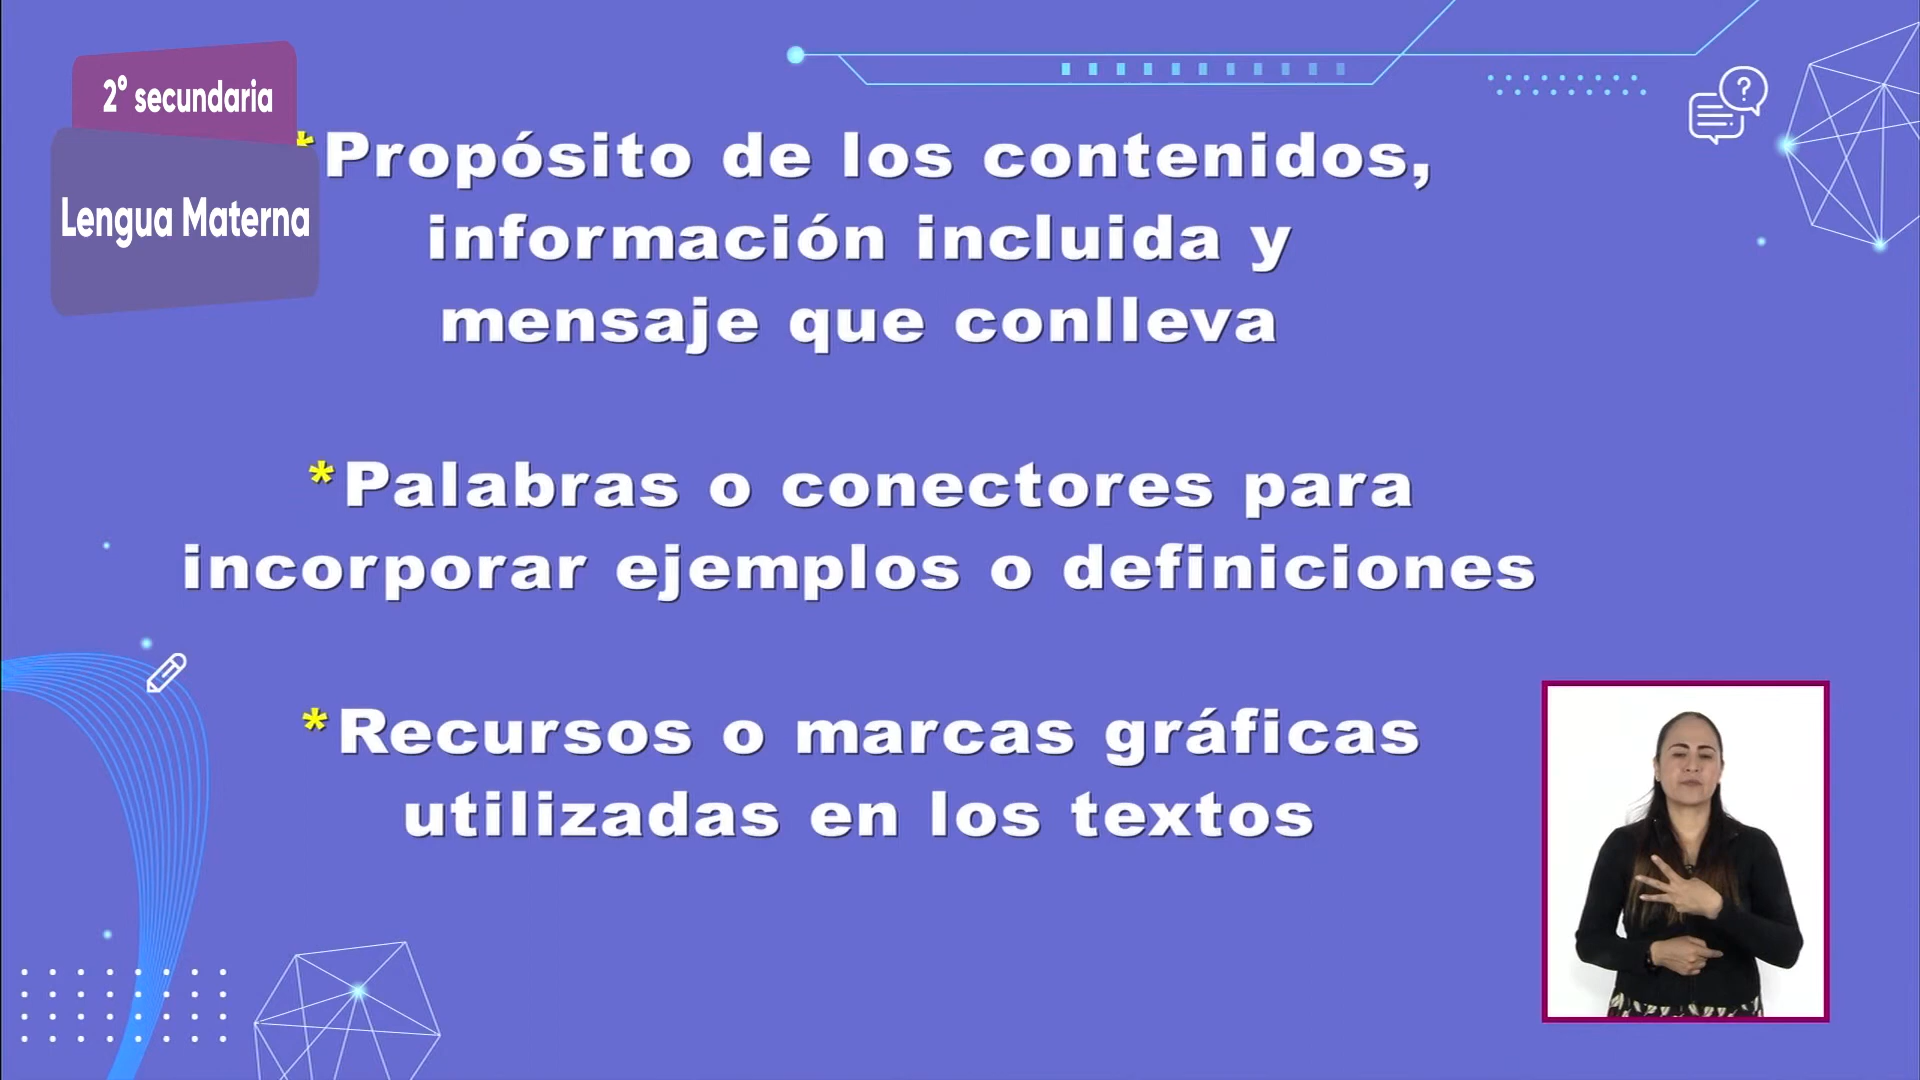 2° secundaria
Lengua Materna
*Propósito de los contenidos,
información incluida y
mensaje que conlleva
*Palabras o conectores para
incorporar ejemplos o definiciones
*Recursos o marcas gráficas
utilizadas en los textos
?